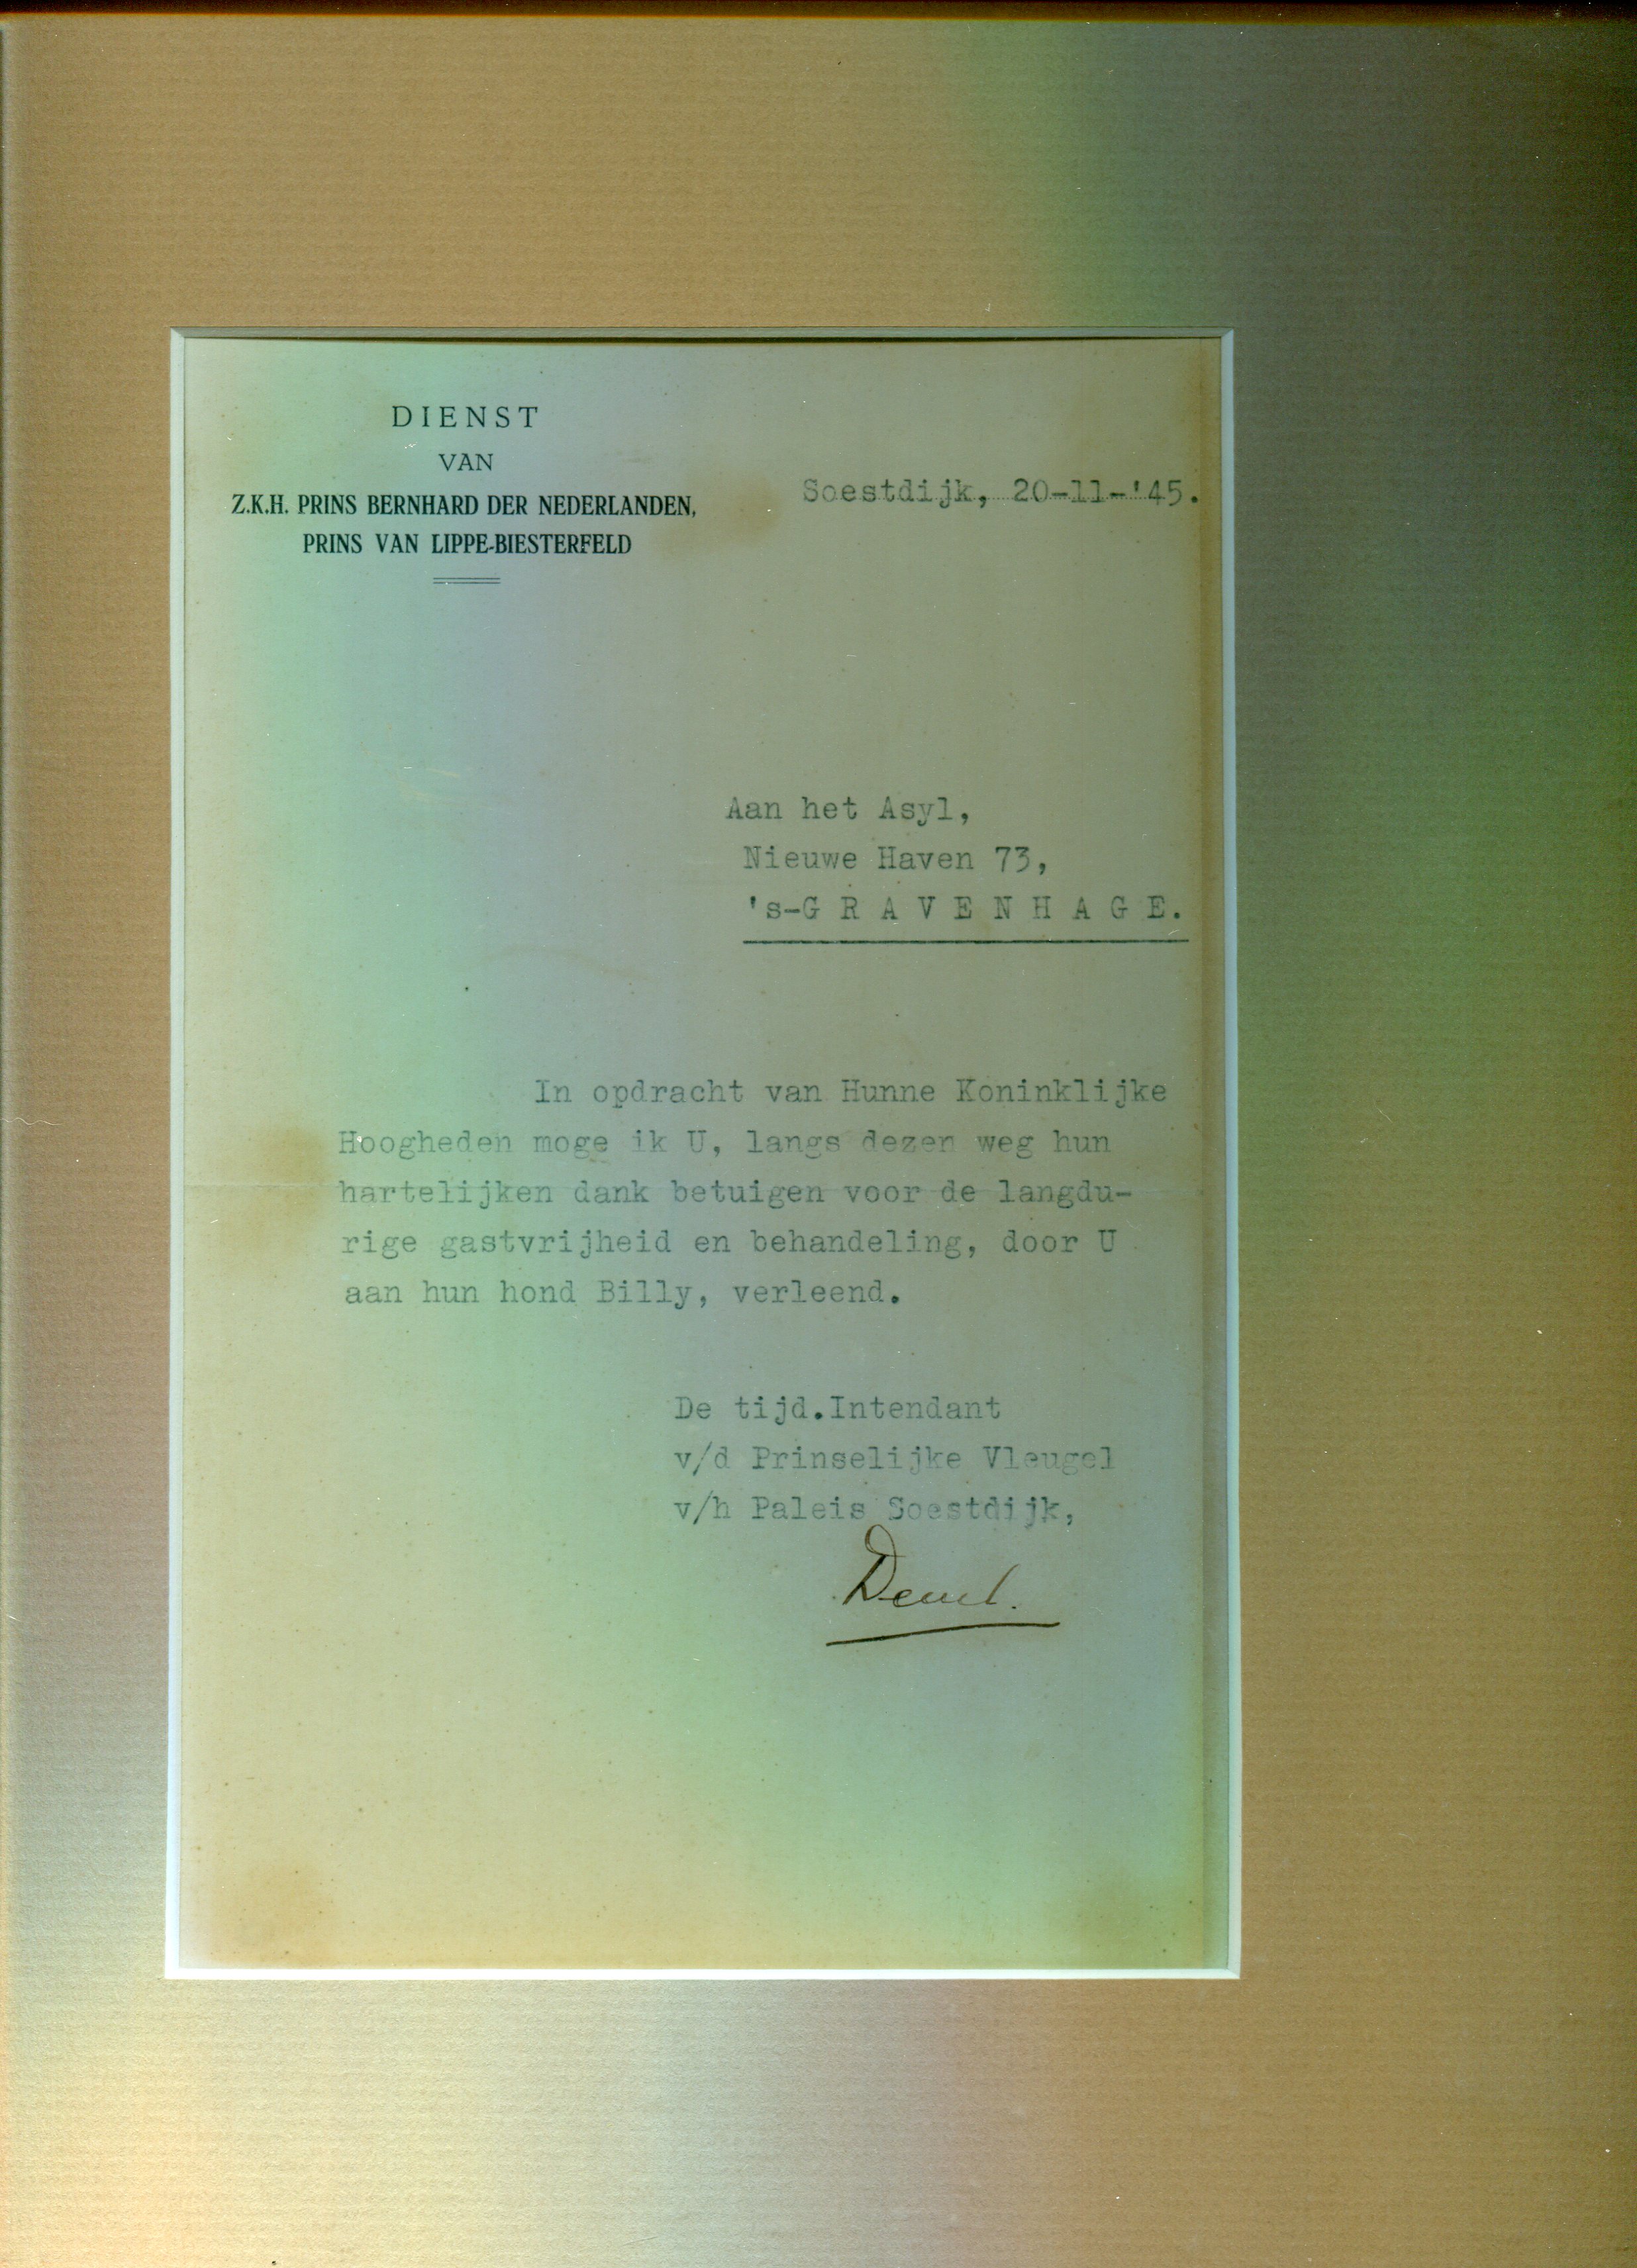 DIENST
VAN
Z.K.H. PRINS BERNHARD DER NEDERLANDEN,
PRINS VAN LIPPE-BIESTERFELD
Soestdijk, 20-11-'45.
Aan het Asyl,
Nieuwe Haven 73,
's-G R A V E N H A G E.
In opdracht van Hunne Koninklijke
Hoogheden moge ik U, langs dezen weg hun
hartelijken dank betuigen voor de langdu-
rige gastvrijheid en behandeling, door U
aan hun hond Billy, verleend.
De tijd.Intendant
v/d Prinselijke Vleugel
v/h Paleis Soestdijk,